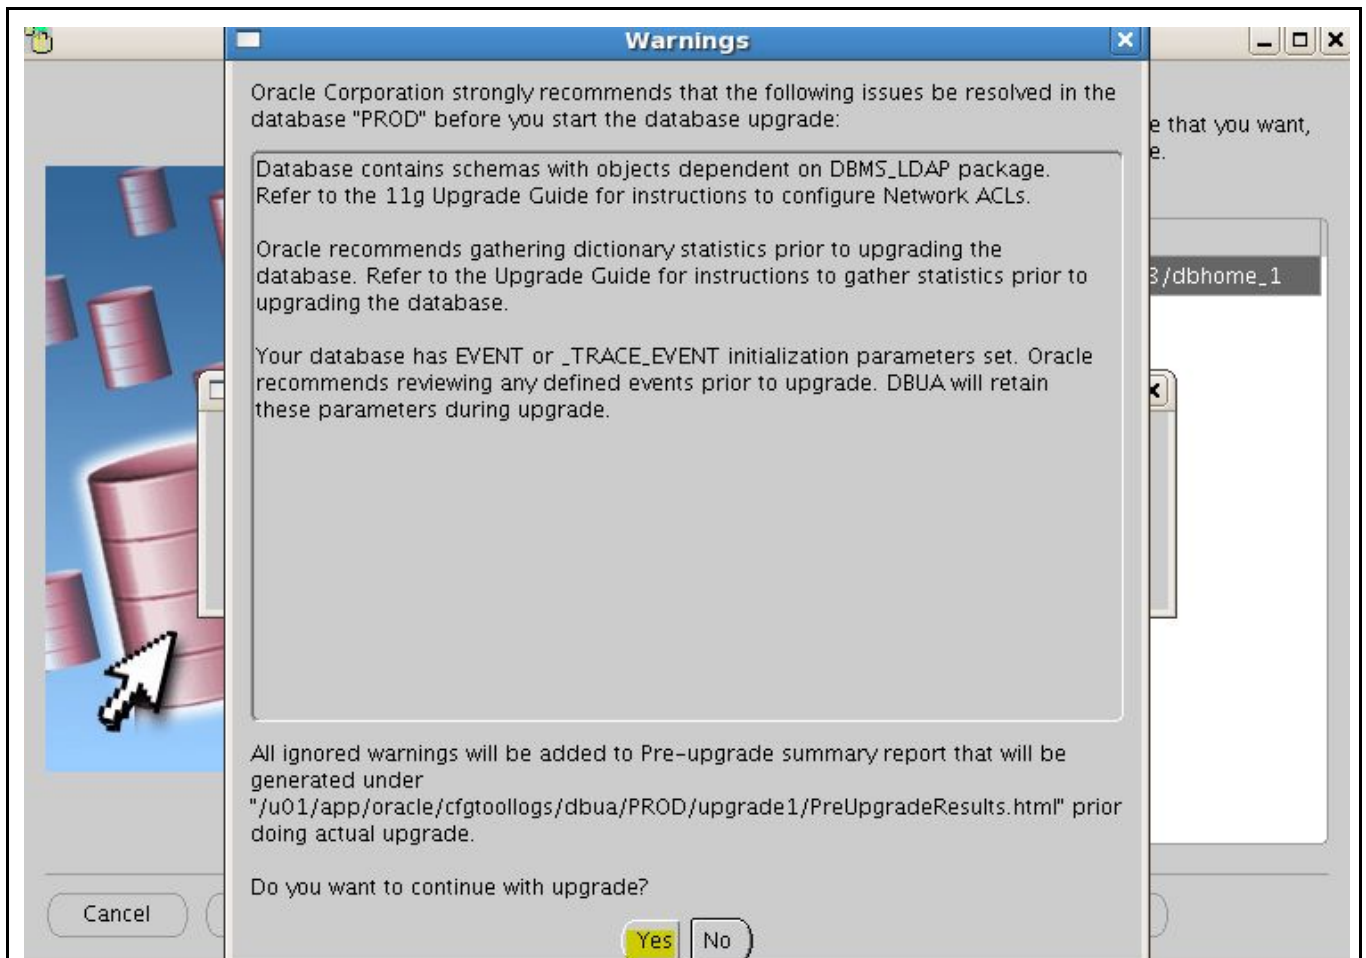 Warnings
Oracle Corporation strongly recommends that the following issues be resolved in the
database "PROD" before you start the database upgrade:
e that you want,
e.
Database contains schemas with objects dependent on DBMS_LDAP package.
Refer to the 11g Upgrade Guide for instructions to configure Network ACLs.
Oracle recommends gathering dictionary statistics prior to upgrading the
database. Refer to the Upgrade Guide for instructions to gather statistics prior to
upgrading the database.
/dbhome_1
Your database has EVENT or _TRACE_EVENT initialization parameters set. Oracle
recommends reviewing any defined events prior to upgrade. DBUA will retain
these parameters during upgrade.
All ignored warnings will be added to Pre-upgrade summary report that will be
generated under
"/u01/app/oracle/cfgtoollogs/dbua/PROD/upgrade1/PreUpgradeResults.html" prior
doing actual upgrade.
Do you want to continue with upgrade?
Cancel
Yes No